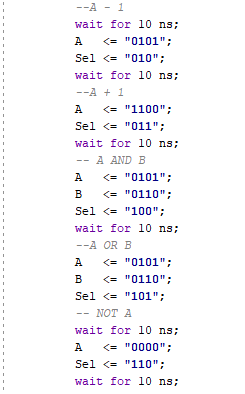 --A - 1
wait for 10 ns;
A   <= "0101";
Sel <= "010";
wait for 10 ns;
--A + 1
A   <= "1100";
Sel <= "011";
wait for 10 ns;
-- A AND B
A   <= "0101";
B   <= "0110";
Sel <= "100";
wait for 10 ns;
--A OR B
A   <= "0101";
B   <= "0110";
Sel <= "101";
-- NOT A
wait for 10 ns;
A   <= "0000";
Sel <= "110";
wait for 10 ns;